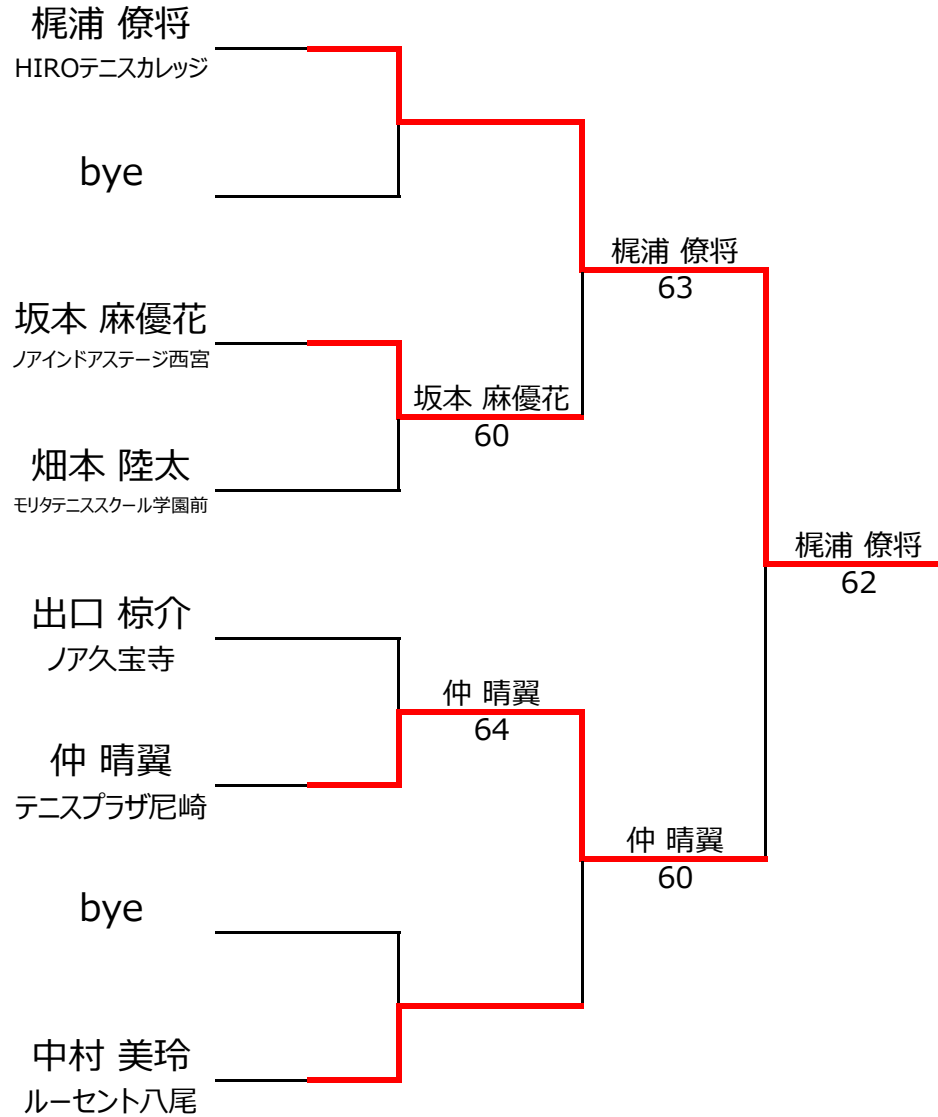 梶浦 僚将
HIROテニスカレッジ
bye
坂本 麻優花
ノアインドアステージ西宮
畑本 陸太
モリタテニススクール学園前
出口 椋介
ノア久宝寺
仲 晴翼
テニスプラザ尼崎
bye
中村 美玲
ルーセント八尾
坂本 麻優花
60
仲 晴翼
64
梶浦 僚将
63
仲 晴翼
60
梶浦 僚将
62